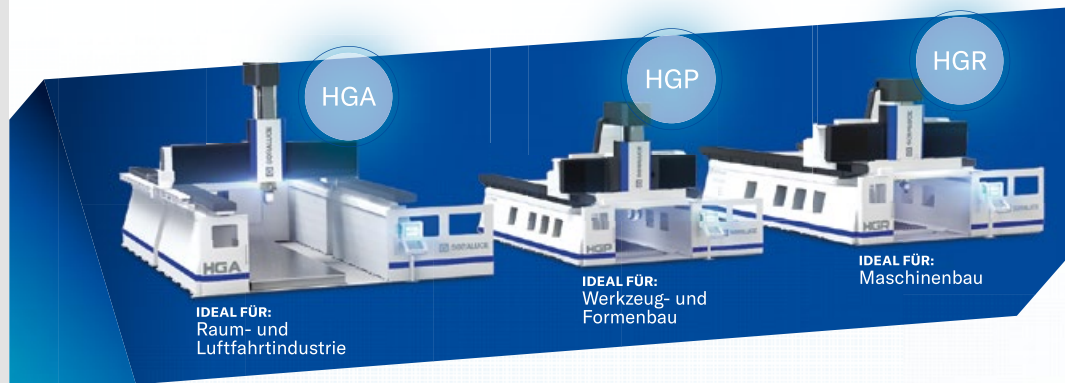 HGA
HGP
HGR
HGA
HGP
HGR
IDEAL FÜR:
Raum- und
Luftfahrtindustrie
IDEAL FÜR:
Werkzeug- und
Formenbau
IDEAL FÜR:
Maschinenbau